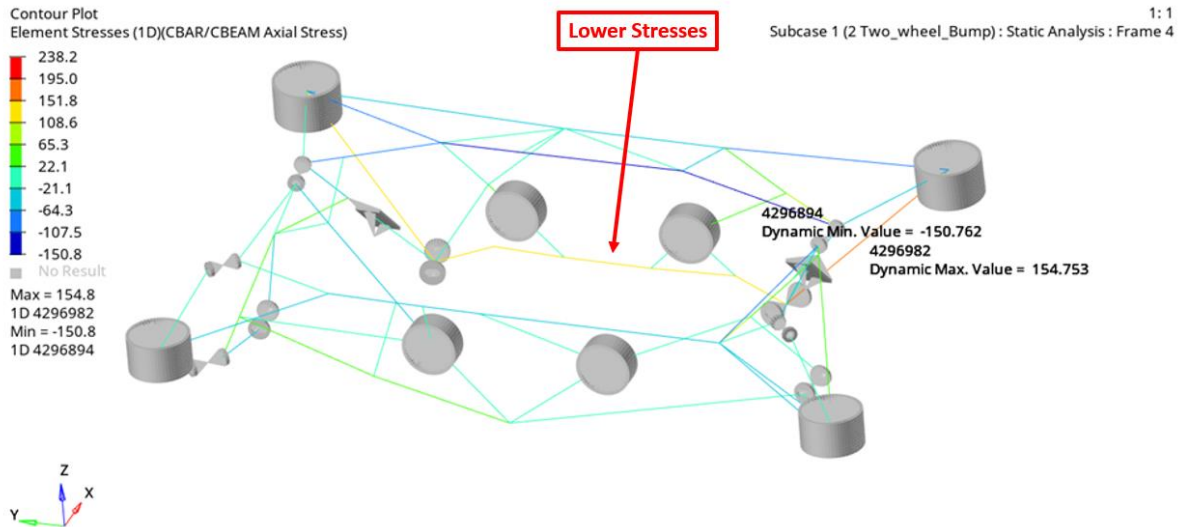 Contour Plot
Element Stresses (1D)(CBAR/CBEAM Axial Stress)
1: 1
Subcase 1 (2 Two_wheel_Bump) : Static Analysis : Frame 4
Lower Stresses
238.2
195.0
151.8
108.6
65.3
22.1
-21.1
-64.3
-107.5
-150.8
No Result
Max = 154.8
1D 4296982
Min = -150.8
1D 4296894
4296894
Dynamic Min. Value = -150.762
4296982
Dynamic Max. Value = 154.753
Z
X
Y